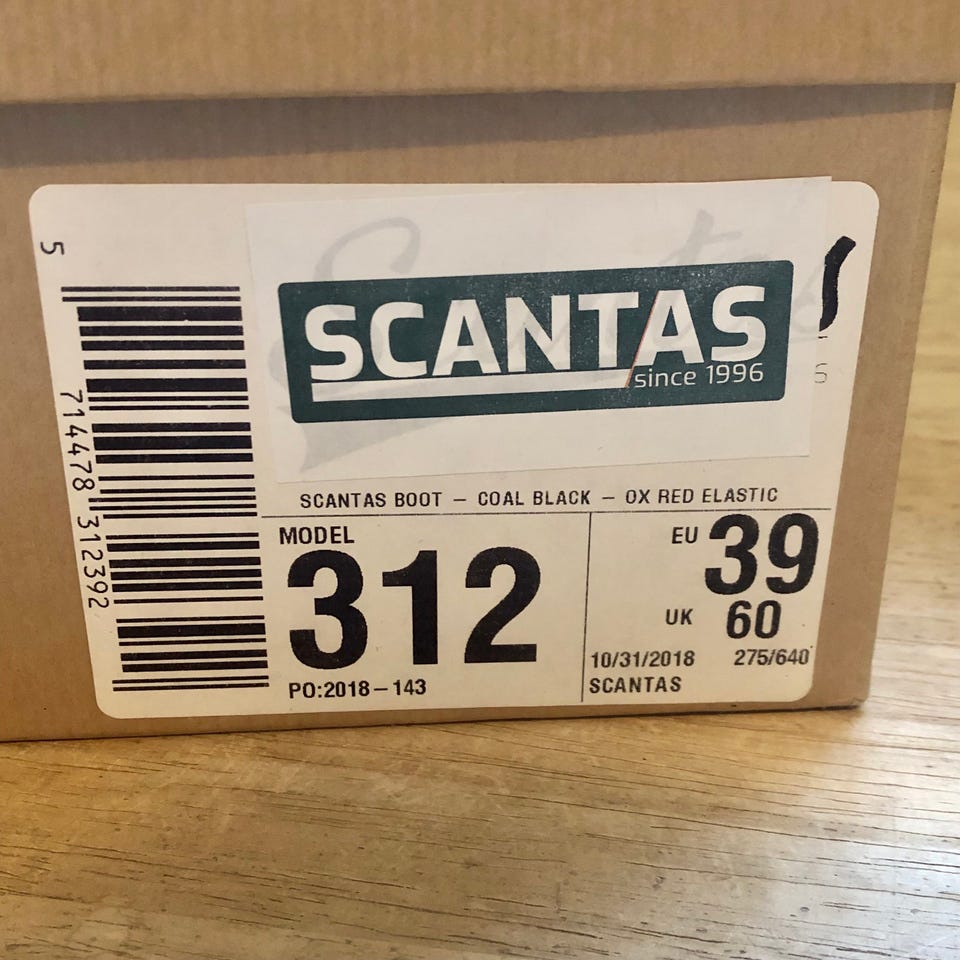 SCANTAS
since 1996
SCANTAS BOOT – COAL BLACK – OX RED ELASTIC
MODEL
312
PO:2018–143
EU 39
UK 60
10/31/2018 275/640
SCANTAS
5 714478 312392